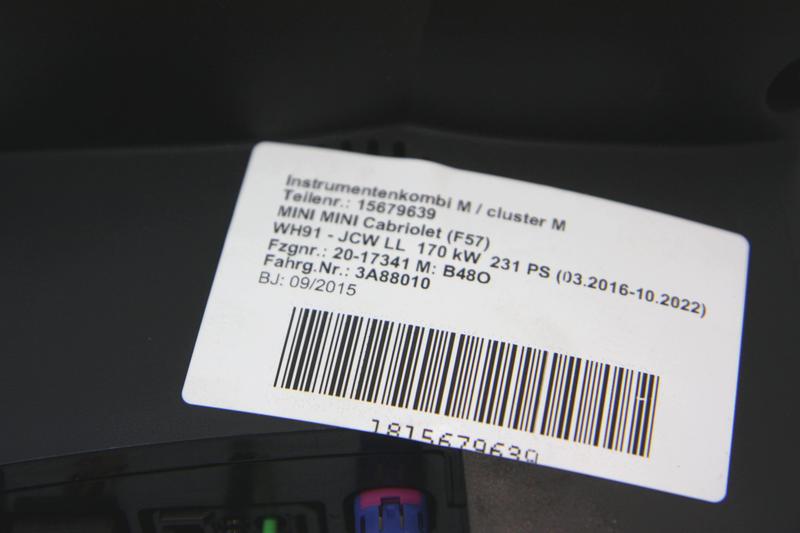 Instrumentenkombi M / cluster M
Teilenr.: 15679639
MINI MINI Cabriolet (F57)
WH91 - JCW LL 170 kW 231 PS (03.2016-10.2022)
Fzgnr.: 20-17341 M: B48O
Fahrg.Nr.: 3A88010
BJ: 09/2015
1815679639